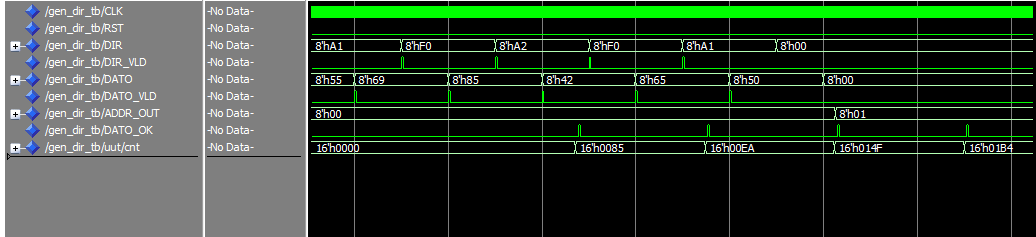 /gen_dir_tb/CLK -No Data-
/gen_dir_tb/RST -No Data-
/gen_dir_tb/DIR -No Data- 8'hA1 8'hF0 8'hA2 8'hF0 8'hA1 8'h00
/gen_dir_tb/DIR_VLD -No Data-
/gen_dir_tb/DATO -No Data- 8'h55 8'h69 8'h85 8'h42 8'h65 8'h50 8'h00
/gen_dir_tb/DATO_VLD -No Data-
/gen_dir_tb/ADDR_OUT -No Data- 8'h00 8'h01
/gen_dir_tb/DATO_OK -No Data-
/gen_dir_tb/uut/cnt -No Data- 16'h0000 16'h0085 16'h00EA 16'h014F 16'h01B4